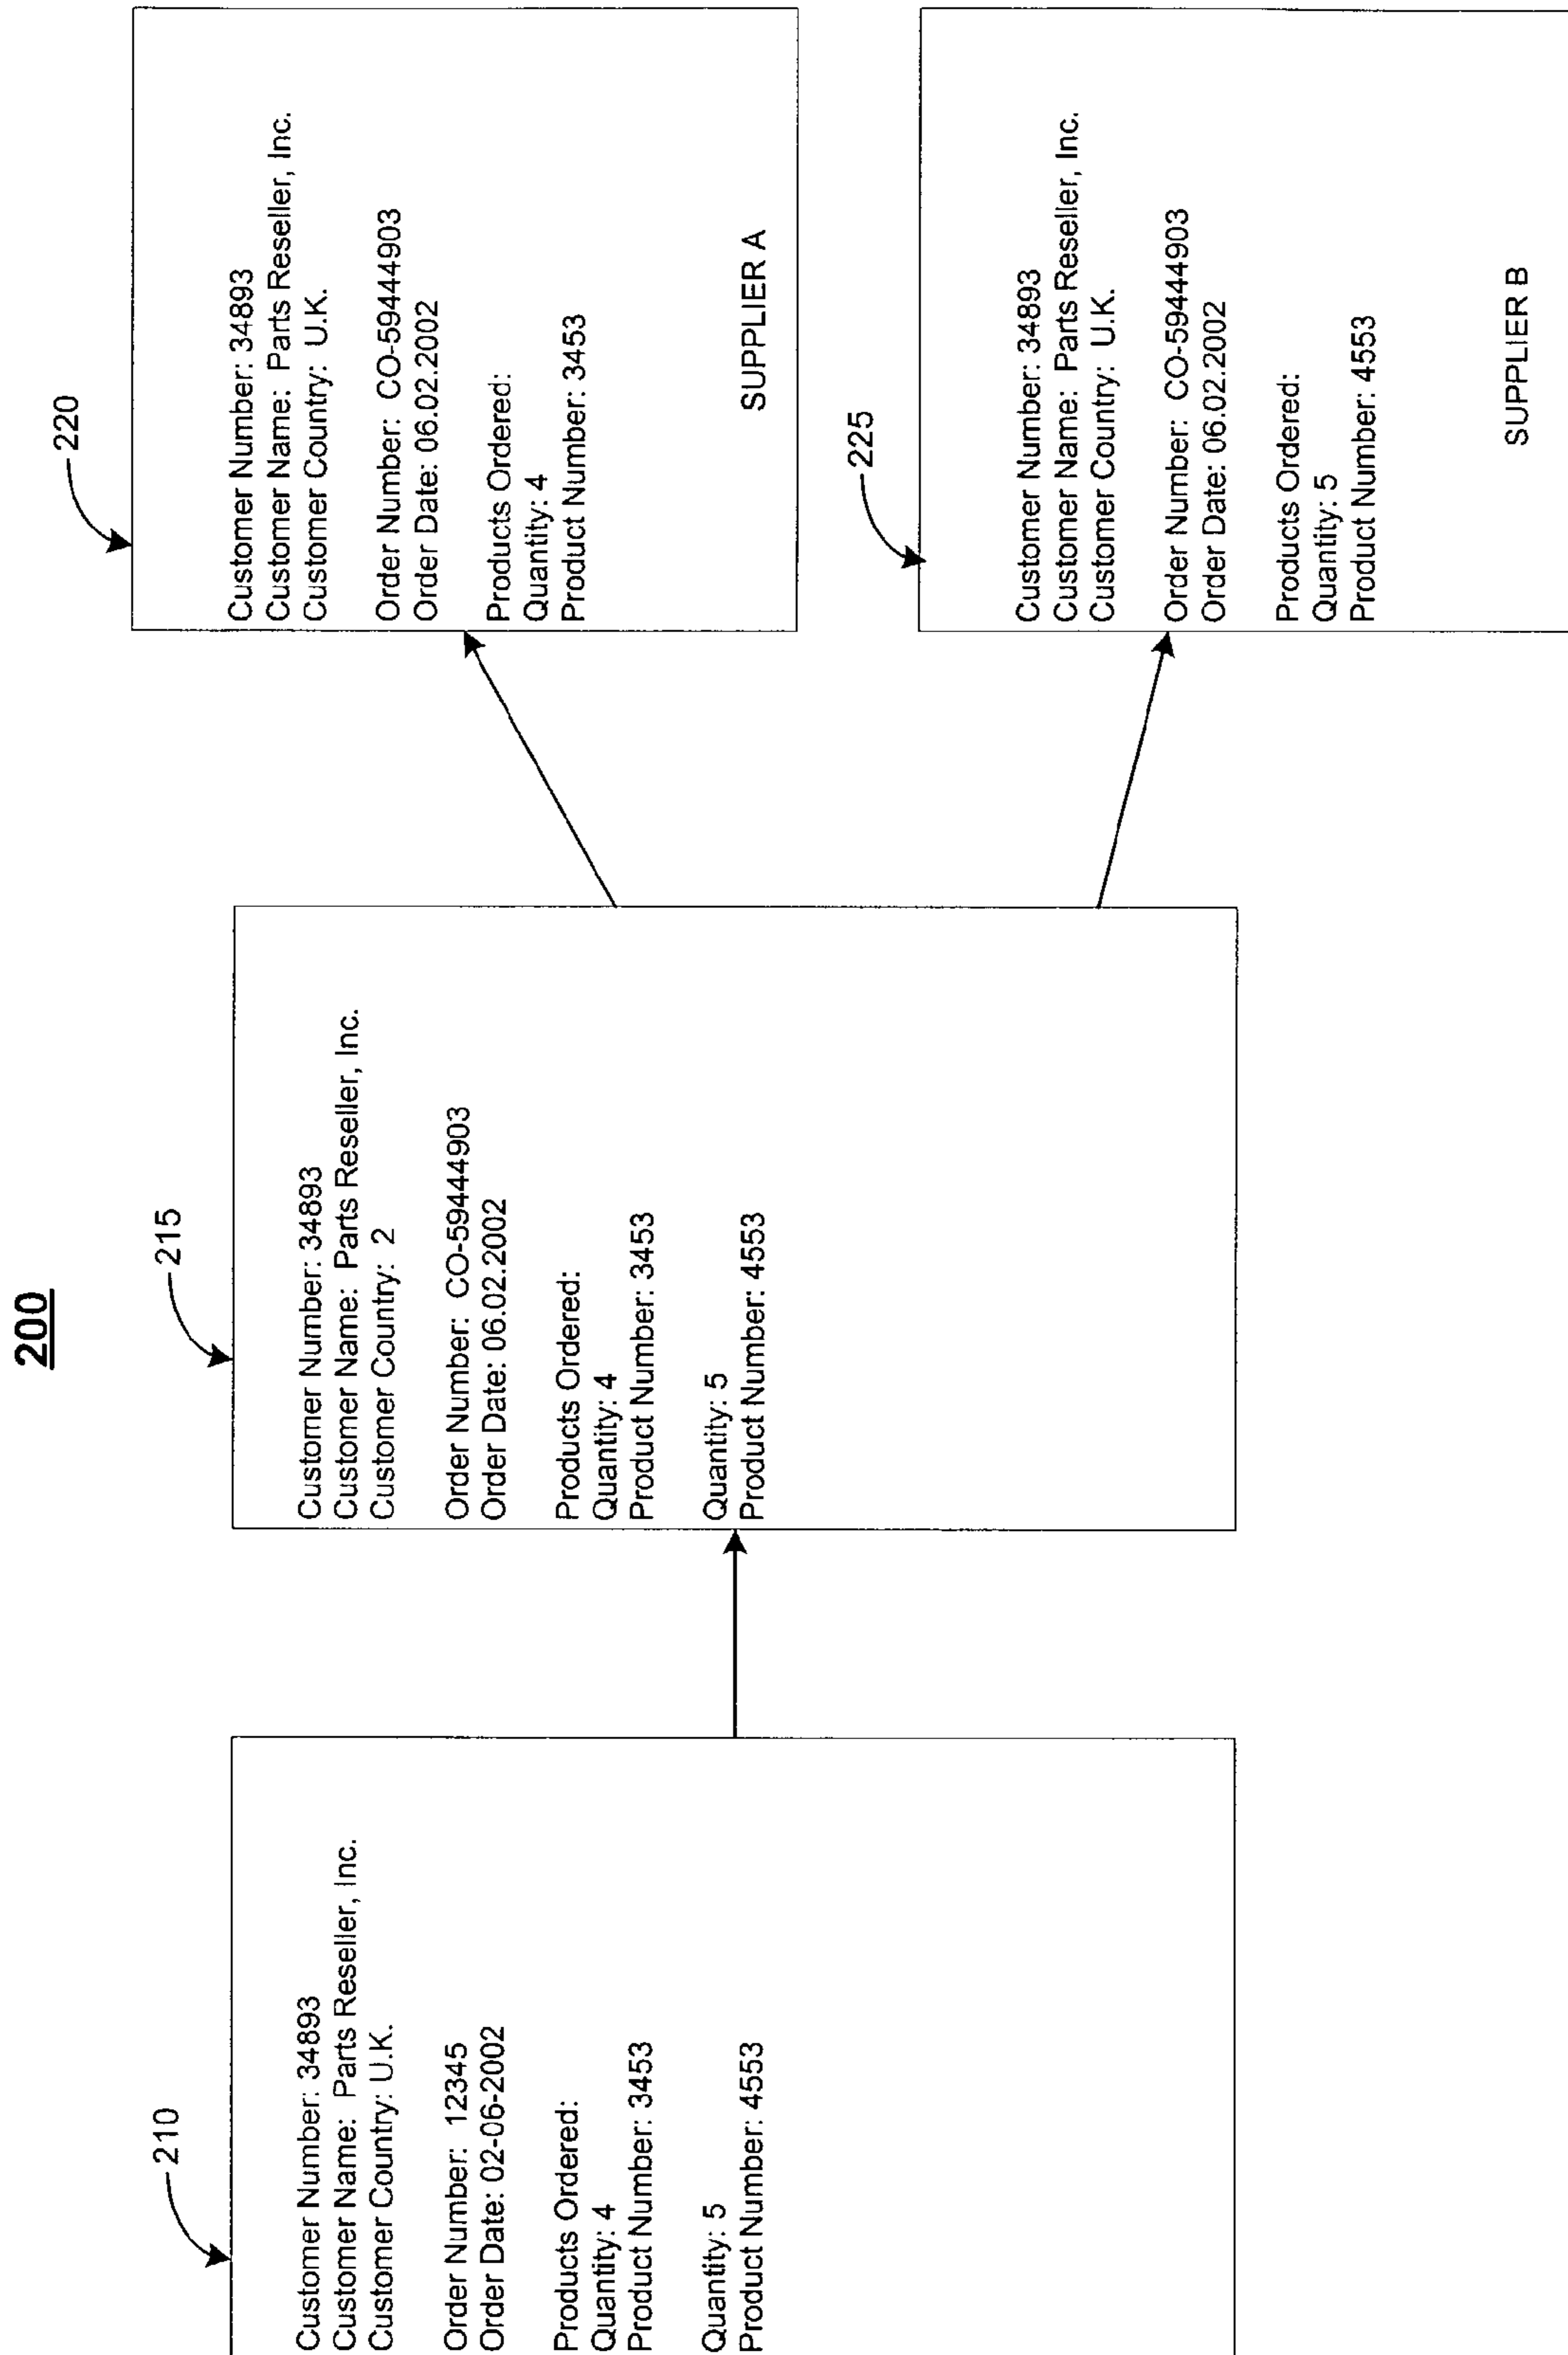 200
210
Customer Number: 34893
Customer Name: Parts Reseller, Inc.
Customer Country: U.K.
Order Number: 12345
Order Date: 02-06-2002
Products Ordered:
Quantity: 4
Product Number: 3453
Quantity: 5
Product Number: 4553
215
Customer Number: 34893
Customer Name: Parts Reseller, Inc.
Customer Country: 2
Order Number: CO-59444903
Order Date: 06.02.2002
Products Ordered:
Quantity: 4
Product Number: 3453
Quantity: 5
Product Number: 4553
220
Customer Number: 34893
Customer Name: Parts Reseller, Inc.
Customer Country: U.K.
Order Number: CO-59444903
Order Date: 06.02.2002
Products Ordered:
Quantity: 4
Product Number: 3453
SUPPLIER A
225
Customer Number: 34893
Customer Name: Parts Reseller, Inc.
Customer Country: U.K.
Order Number: CO-59444903
Order Date: 06.02.2002
Products Ordered:
Quantity: 5
Product Number: 4553
SUPPLIER B